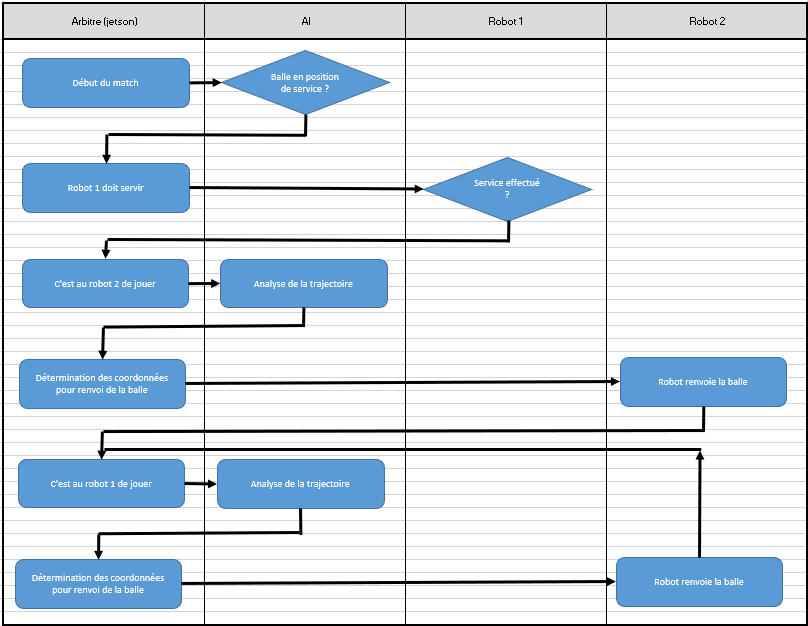 Arbitre (jetson)
AI
Robot 1
Robot 2
Début du match
Balle en position
de service ?
Robot 1 doit servir
Service effectué
?
C'est au robot 2 de jouer
Analyse de la trajectoire
Détermination des coordonnées
pour renvoi de la balle
Robot renvoie la balle
C'est au robot 1 de jouer
Analyse de la trajectoire
Détermination des coordonnées
pour renvoi de la balle
Robot renvoie la balle